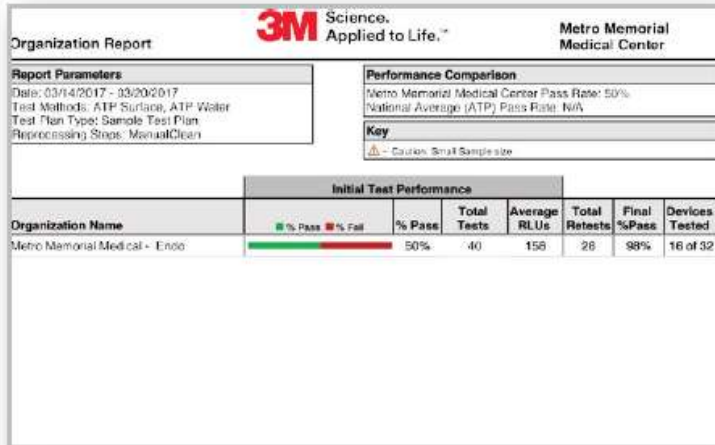 Organization Report
3M Science.
Applied to Life.™
Metro Memorial
Medical Center
Report Parameters
Date: 03/14/2017 - 03/20/2017
Test Methods: ATP Surface, ATP Water
Test Plan Type: Sample Test Plan
Reprocessing Steps: ManualClean
Performance Comparison
Metro Memorial Medical Center Pass Rate: 50%
National Average (ATP) Pass Rate: N/A
Key
- Caution: Small Sample size
Initial Test Performance
Organization Name % Pass % Fail % Pass Total Tests Average RLUs Total Retests Final %Pass Devices Tested
Metro Memorial Medical - Endo 50% 40 158 28 98% 16 of 32